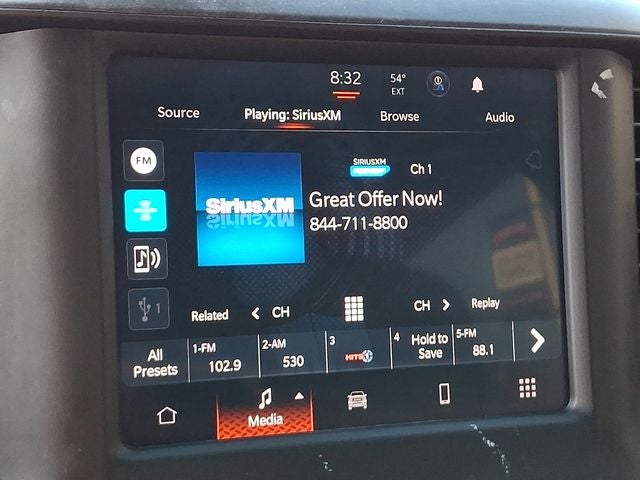 8:32
54°
EXT
Source
Playing: SiriusXM
Browse
Audio
FM
SiriusXM
SIRIUSXM
Ch 1
Great Offer Now!
844-711-8800
1
Related
< CH
CH >
Replay
All
Presets
1-FM
102.9
2-AM
530
3
HITS 1
4
Hold to
Save
5-FM
88.1
Media